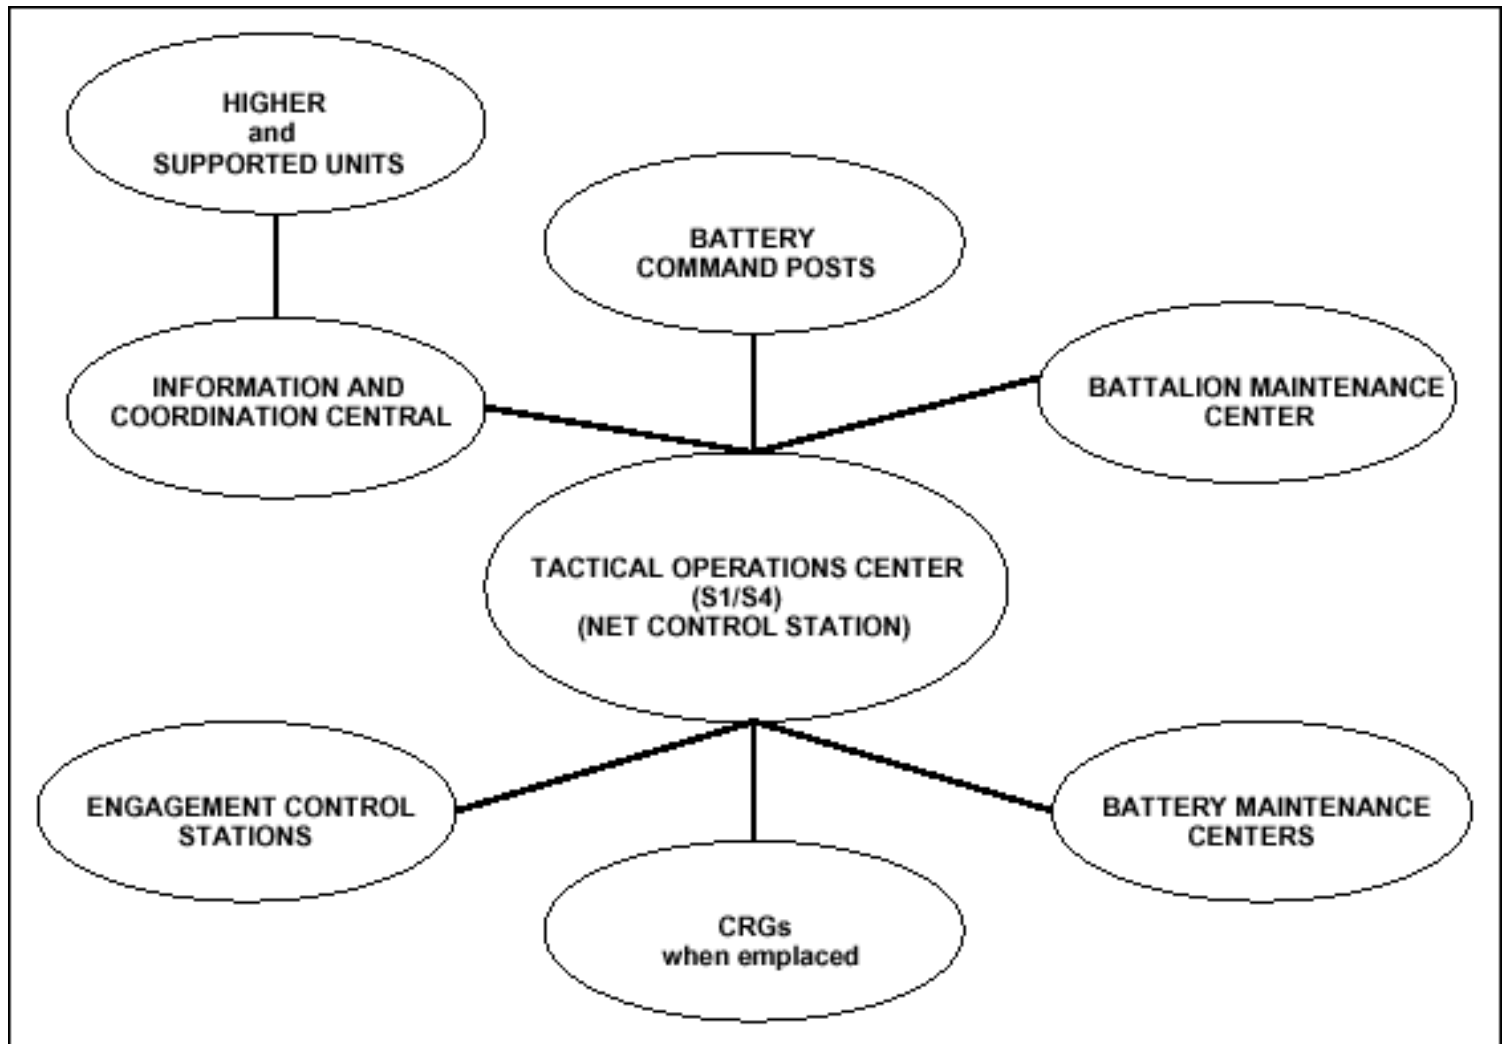 HIGHER
and
SUPPORTED UNITS
BATTERY
COMMAND POSTS
INFORMATION AND
COORDINATION CENTRAL
BATTALION MAINTENANCE
CENTER
TACTICAL OPERATIONS CENTER
(S1/S4)
(NET CONTROL STATION)
ENGAGEMENT CONTROL
STATIONS
BATTERY MAINTENANCE
CENTERS
CRGs
when emplaced